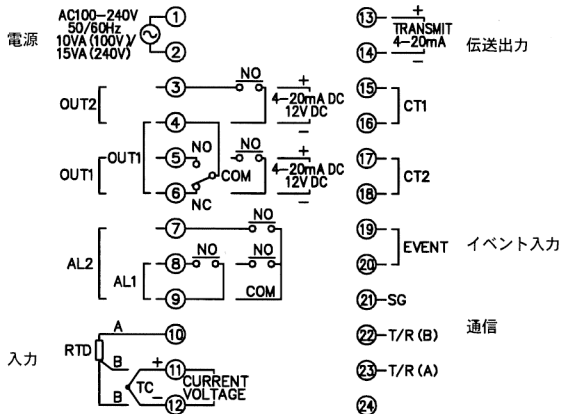 電源
AC100-240V
50/60Hz
10VA (100V)/
15VA (240V)
1
2
OUT2
3
NO
+
4-20mA DC
12V DC
−
4
OUT1
OUT1
5
NO
6
NC
COM
NO
+
4-20mA DC
12V DC
−
AL2
7
NO
AL1
8
NO
NO
9
COM
入力
RTD
A
10
B
B
TC
+
11
−
12
CURRENT
VOLTAGE
13
+
TRANSMIT
4-20mA
14
−
伝送出力
15
CT1
16
17
CT2
18
19
EVENT
20
イベント入力
21
SG
22
T/R (B)
通信
23
T/R (A)
24